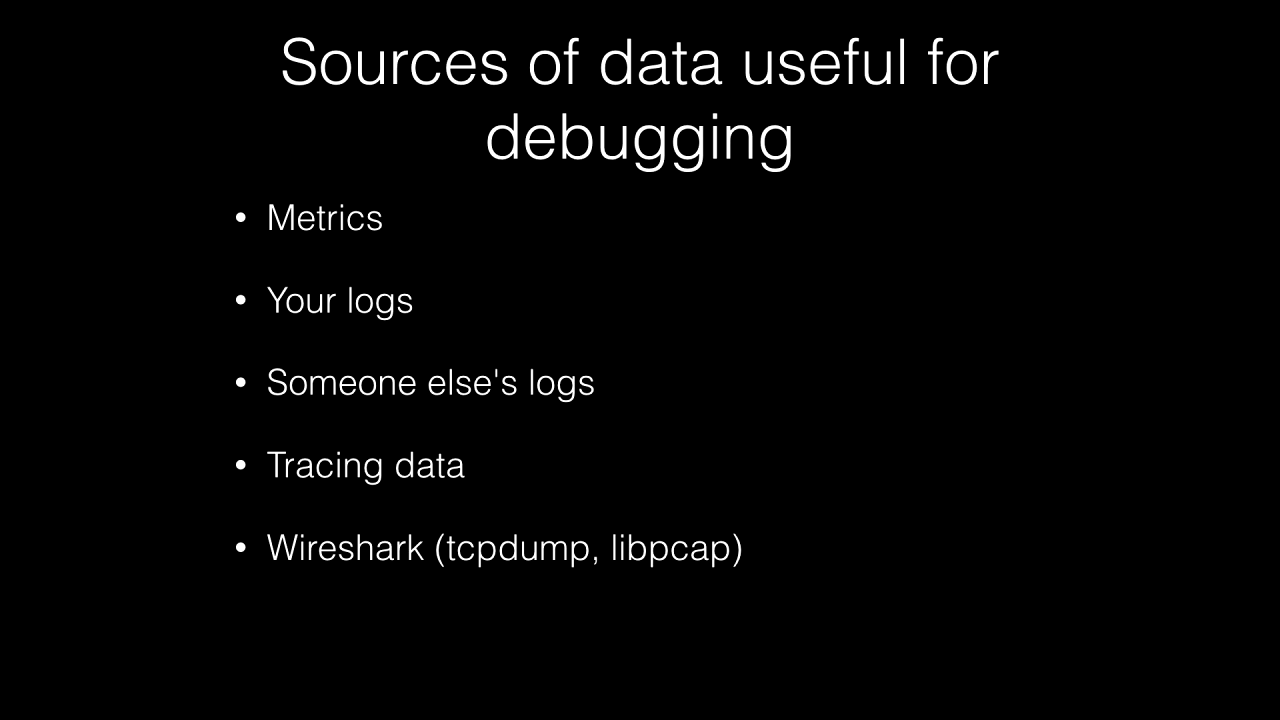 Sources of data useful for
debugging
• Metrics
• Your logs
• Someone else's logs
• Tracing data
• Wireshark (tcpdump, libpcap)